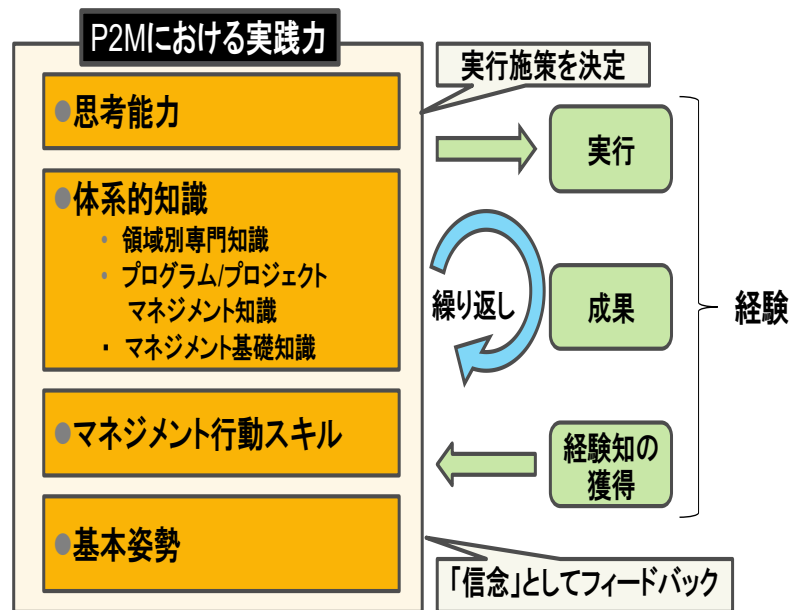 P2Mにおける実践力
実行施策を決定
●思考能力
実行
●体系的知識
・ 領域別専門知識
・ プログラム/プロジェクト
マネジメント知識
・ マネジメント基礎知識
繰り返し
成果
経験
●マネジメント行動スキル
経験知の
獲得
●基本姿勢
「信念」としてフィードバック